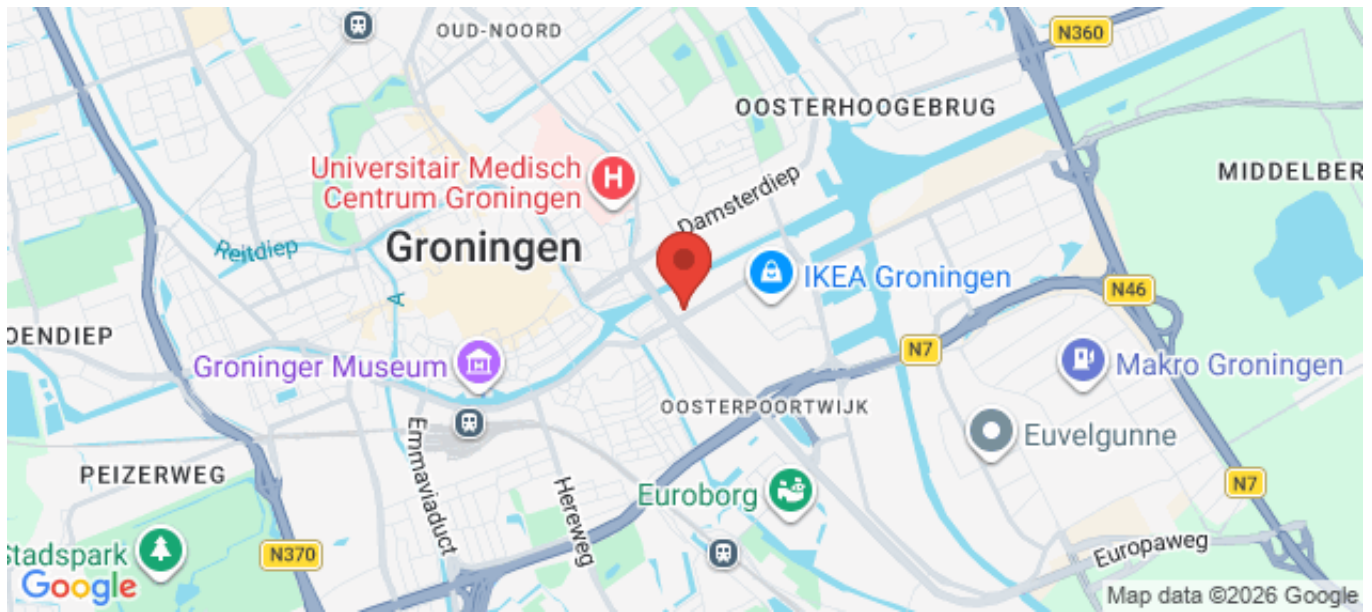 OUD-NOORD
N360
OOSTERHOOGEBRUG
Universitair Medisch
Centrum Groningen
H
MIDDELBER
Damsterdiep
Reitdiep
Groningen
IKEA Groningen
A
N46
OENDIEP
N7
Groninger Museum
M
Makro Groningen
OOSTERPOORTWIJK
Emmaviaduct
Euvelgunne
PEIZERWEG
Hereweg
Euroborg
N7
Stadspark
N370
Europaweg
Google
Map data ©2026 Google